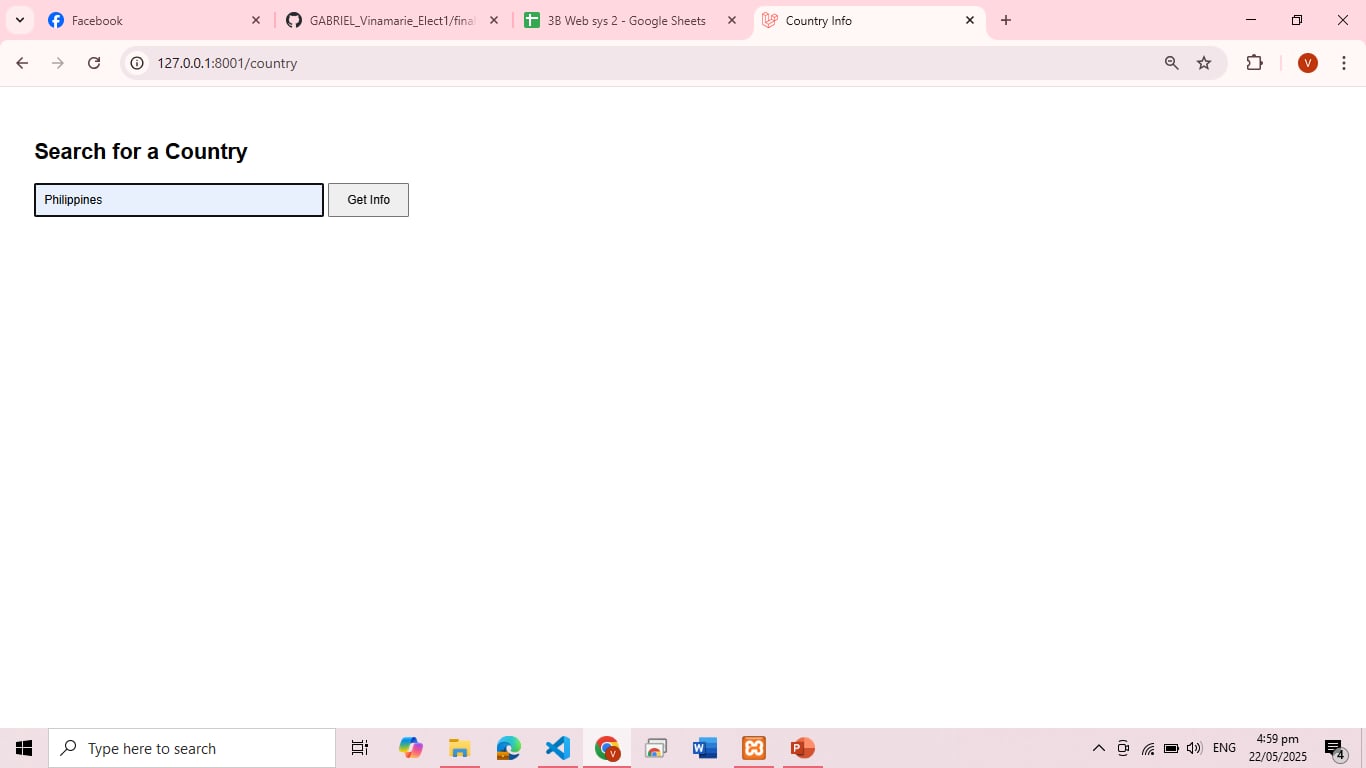 Facebook
GABRIEL_Vinamarie_Elect1/final
3B Web sys 2 - Google Sheets
Country Info
127.0.0.1:8001/country
V
Search for a Country
Philippines
Get Info
Type here to search
V
ENG
4:59 pm
22/05/2025
4